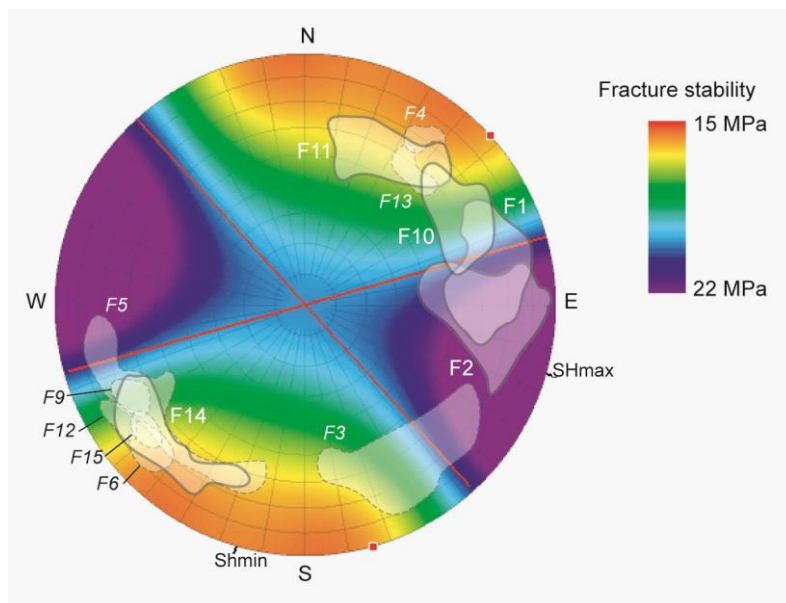 N
Fracture stability
15 MPa
F4
F11
F13
F1
F10
W
E
22 MPa
F5
F2
SHmax
F9
F14
F12
F3
F15
F6
Shmin
S